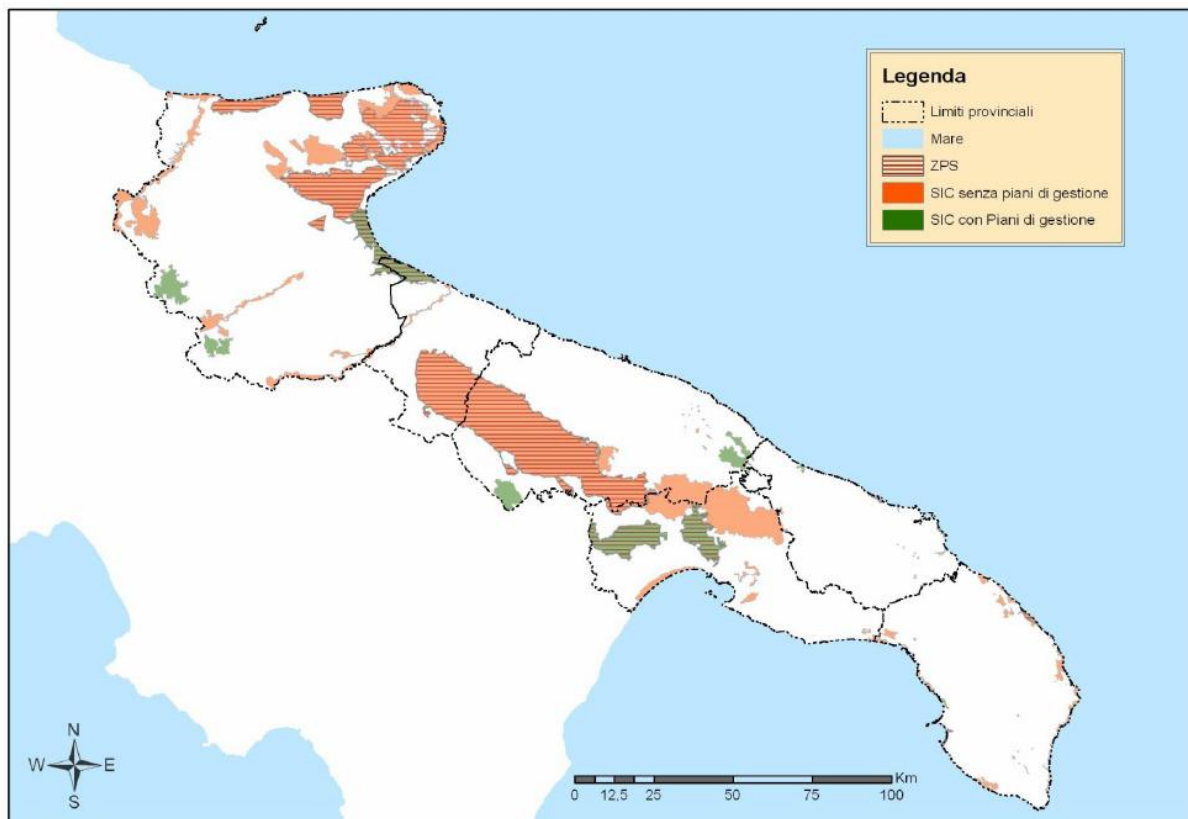 Legenda
Limiti provinciali
Mare
ZPS
SIC senza piani di gestione
SIC con Piani di gestione
N
W E
S
Km
0 12,5 25 50 75 100